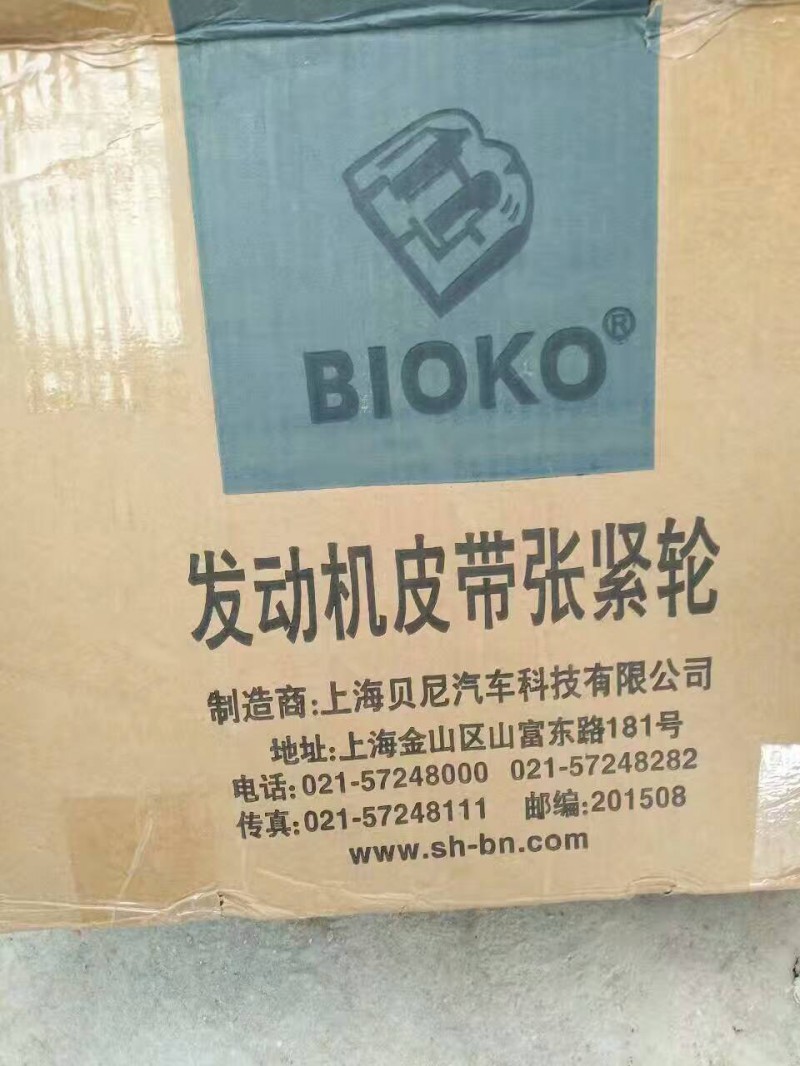 BIOKO®
发动机皮带张紧轮
制造商:上海贝尼汽车科技有限公司
地址:上海金山区山富东路181号
电话:021-57248000 021-57248282
传真:021-57248111 邮编:201508
www.sh-bn.com